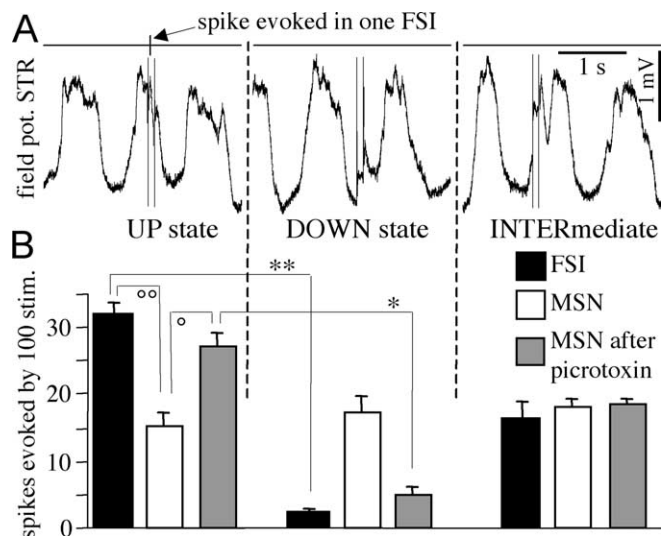 A
spike evoked in one FSI
field pot. STR
1 s
1 mV
UP state
DOWN state
INTERmediate
B
spikes evoked by 100 stim.
30
20
10
0
**
°°
°
*
FSI
MSN
MSN after
picrotoxin